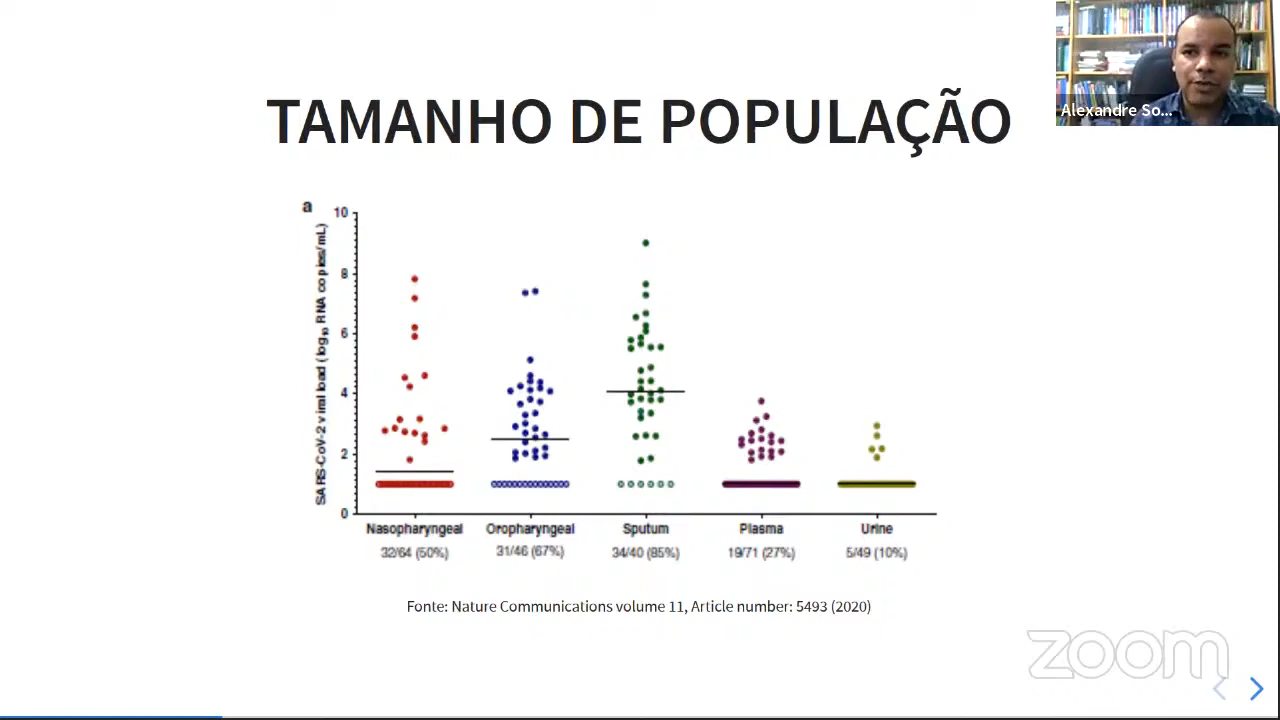 Alexandre So...
TAMANHO DE POPULAÇÃO
a
SARS-CoV-2 viral load (log₁₀ RNA copies/mL)
10
8
6
4
2
0
Nasopharyngeal Oropharyngeal Sputum Plasma Urine
32/64 (50%) 31/46 (67%) 34/40 (85%) 19/71 (27%) 5/49 (10%)
Fonte: Nature Communications volume 11, Article number: 5493 (2020)
zoom